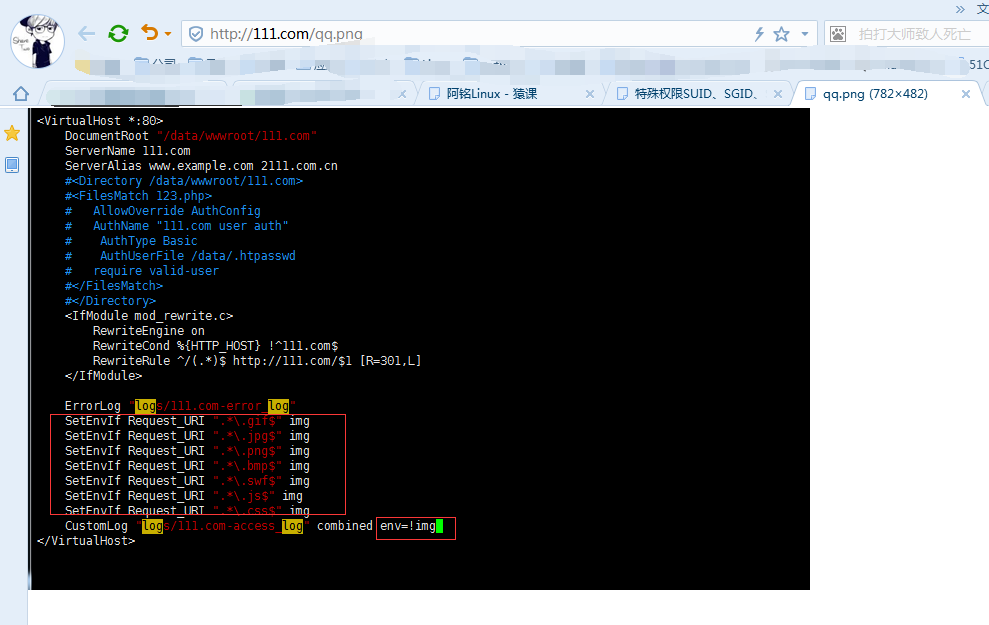 » 文
http://111.com/qq.png
拍打大师致人死亡
公司
51C
阿铭Linux - 猿课
特殊权限SUID、SGID、
qq.png (782×482)
<VirtualHost *:80>
DocumentRoot "/data/wwwroot/111.com"
ServerName 111.com
ServerAlias www.example.com 2111.com.cn
#<Directory /data/wwwroot/111.com>
#<FilesMatch 123.php>
# AllowOverride AuthConfig
# AuthName "111.com user auth"
# AuthType Basic
# AuthUserFile /data/.htpasswd
# require valid-user
#</FilesMatch>
#</Directory>
<IfModule mod_rewrite.c>
RewriteEngine on
RewriteCond %{HTTP_HOST} !^111.com$
RewriteRule ^/(.*)$ http://111.com/$1 [R=301,L]
</IfModule>
ErrorLog "logs/111.com-error_log"
SetEnvIf Request_URI ".*\.gif$" img
SetEnvIf Request_URI ".*\.jpg$" img
SetEnvIf Request_URI ".*\.png$" img
SetEnvIf Request_URI ".*\.bmp$" img
SetEnvIf Request_URI ".*\.swf$" img
SetEnvIf Request_URI ".*\.js$" img
SetEnvIf Request_URI ".*\.css$" img
CustomLog "logs/111.com-access_log" combined env=!img
</VirtualHost>